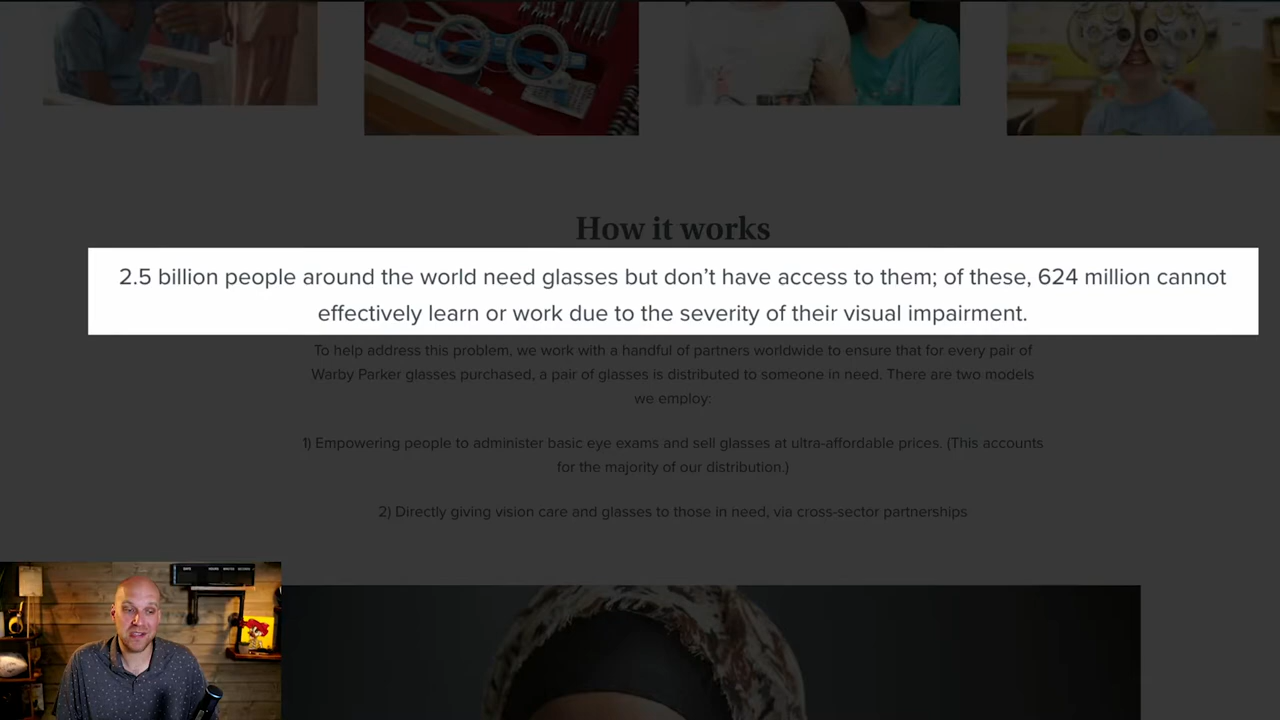 How it works
2.5 billion people around the world need glasses but don't have access to them; of these, 624 million cannot
effectively learn or work due to the severity of their visual impairment.
To help address this problem, we work with a handful of partners worldwide to ensure that for every pair of
Warby Parker glasses purchased, a pair of glasses is distributed to someone in need. There are two models
we employ:
1) Empowering people to administer basic eye exams and sell glasses at ultra-affordable prices. (This accounts
for the majority of our distribution.)
2) Directly giving vision care and glasses to those in need, via cross-sector partnerships